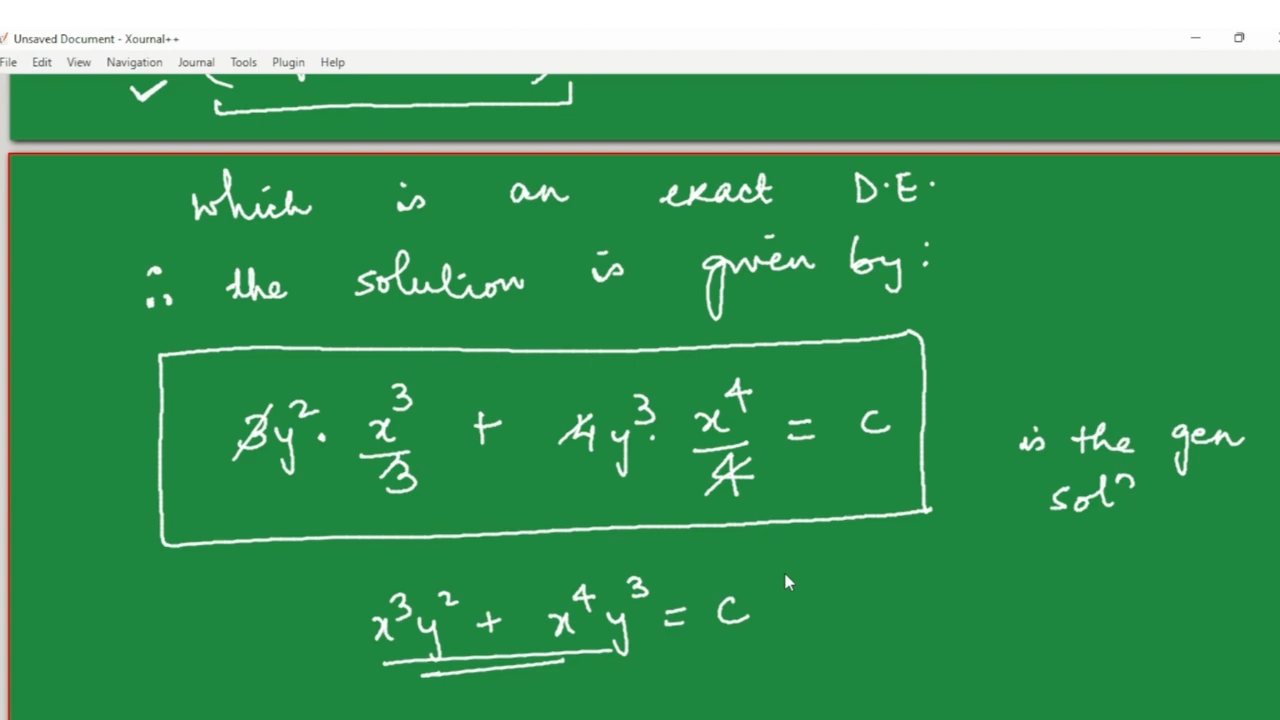 Unsaved Document - Xournal++
File Edit View Navigation Journal Tools Plugin Help
which is an exact D.E.
∴ the solution is given by:
3y² · x³/3 + 4y³ · x⁴/4 = c
is the gen
solⁿ
x³y² + x⁴y³ = c